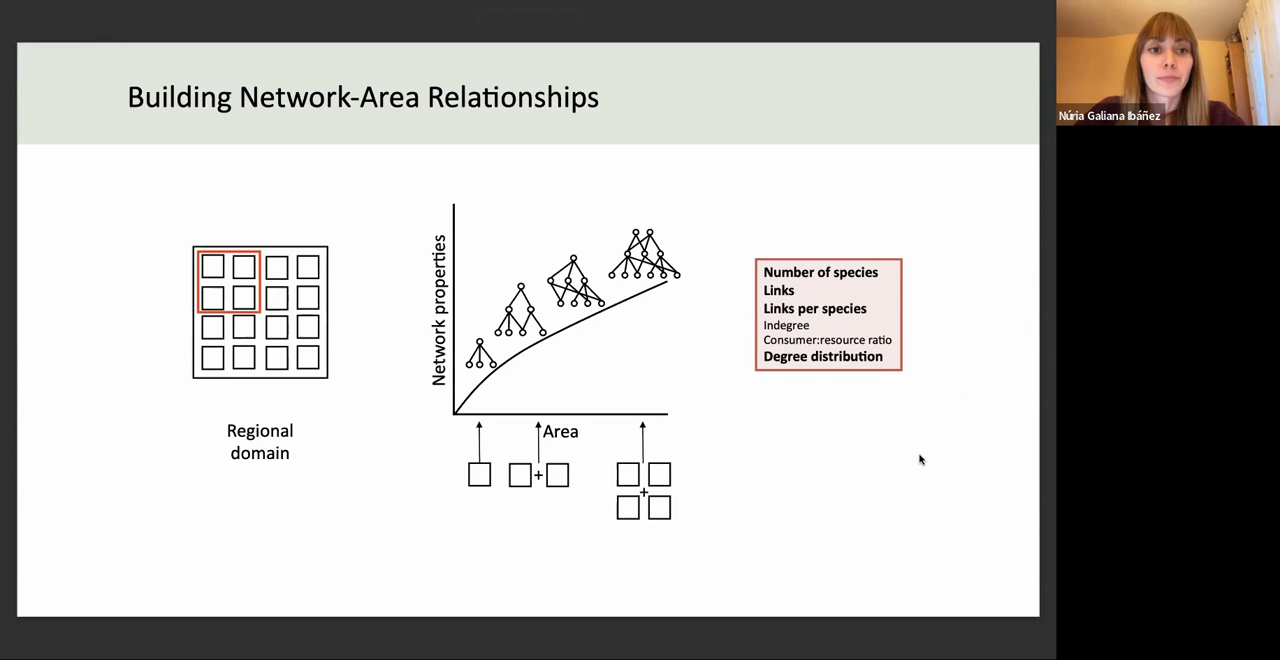 Building Network-Area Relationships
Núria Galiana Ibáñez
Regional
domain
Network properties
Area
+
+
Number of species
Links
Links per species
Indegree
Consumer:resource ratio
Degree distribution